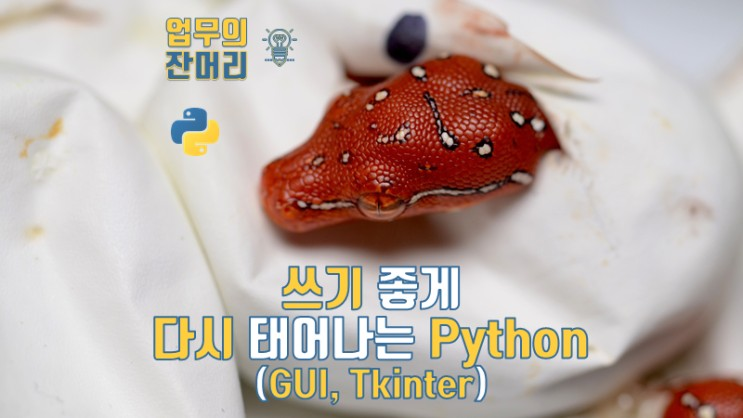 업무의
잔머리
쓰기 좋게
다시 태어나는 Python
(GUI, Tkinter)